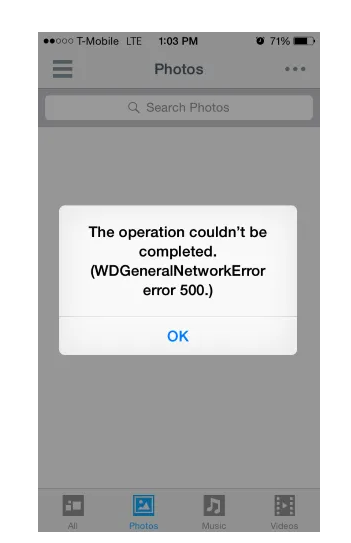 T-Mobile LTE 1:03 PM 71%
Photos
Search Photos
The operation couldn't be
completed.
(WDGeneralNetworkError
error 500.)
OK
All Photos Music Videos